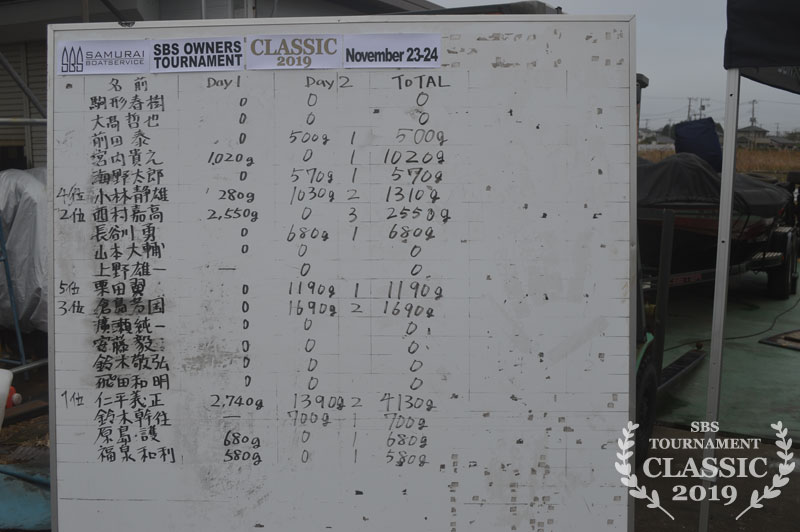 SAMURAI BOATSERVICE SBS OWNERS TOURNAMENT CLASSIC 2019 November 23-24
名前 Day1 Day2 TOTAL
駒形春樹 0 0 0
大高哲也 0 0 0
前田 泰 0 500g 1 500g
宮内貴之 1,020g 0 1 1020g
海野太郎 0 570g 1 570g
4位 小林静雄 280g 1030g 2 1310g
2位 西村嘉高 2,550g 0 3 2550g
長谷川勇 0 680g 1 680g
山本大輔 0 0 0
上野雄一 — 0 0
5位 栗田翼 0 1190g 1 1190g
3位 倉島芳国 0 1690g 2 1690g
廣瀬純一 0 0 0
安藤毅 0 0 0
鈴木敬弘 0 0 0
飛田和明 0 0 0
1位 仁平義正 2,740g 1390g 2 4130g
鈴木幹 — 700g 1 700g
原島護 680g 0 1 680g
福泉和利 580g 0 1 580g
SBS
TOURNAMENT
CLASSIC
2019